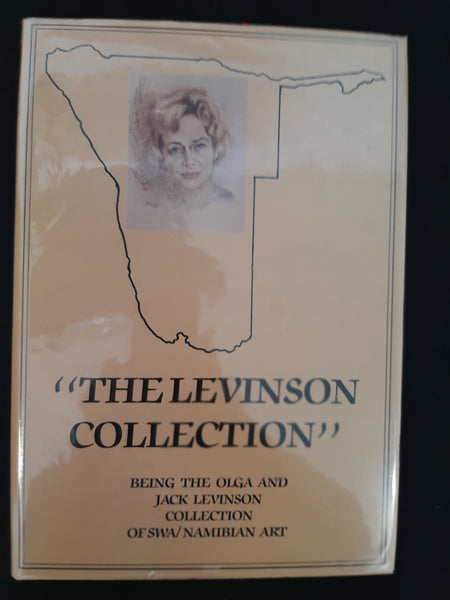 “THE LEVINSON
COLLECTION”
BEING THE OLGA AND
JACK LEVINSON
COLLECTION
OF SWA/NAMIBIAN ART